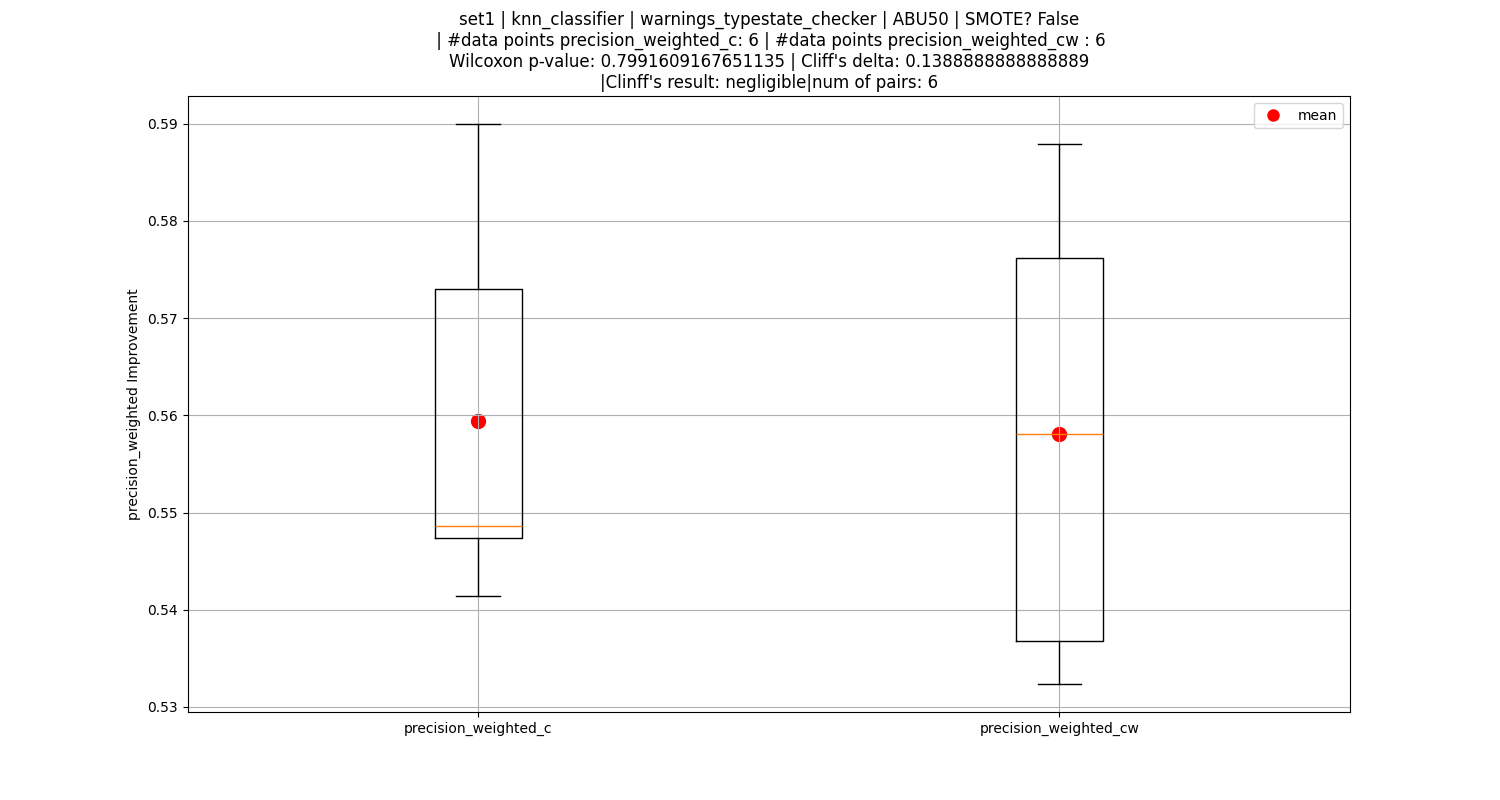 set1 | knn_classifier | warnings_typestate_checker | ABU50 | SMOTE? False
| #data points precision_weighted_c: 6 | #data points precision_weighted_cw : 6
Wilcoxon p-value: 0.7991609167651135 | Cliff's delta: 0.1388888888888889
|Clinff's result: negligible|num of pairs: 6
mean
precision_weighted Improvement
0.59
0.58
0.57
0.56
0.55
0.54
0.53
precision_weighted_c
precision_weighted_cw